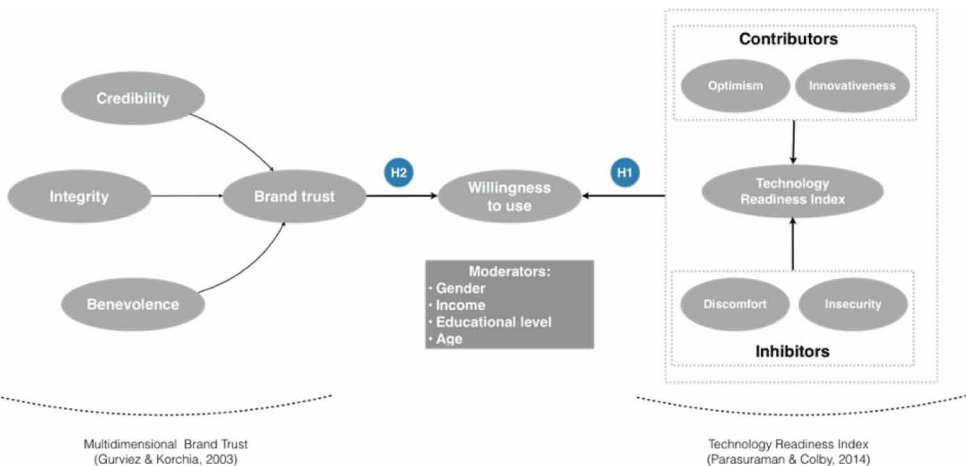 Credibility
Integrity
Benevolence
Brand trust
H2
Willingness
to use
H1
Moderators:
· Gender
· Income
· Educational level
· Age
Contributors
Optimism
Innovativeness
Technology
Readiness Index
Discomfort
Insecurity
Inhibitors
Multidimensional Brand Trust
(Gurviez & Korchia, 2003)
Technology Readiness Index
(Parasuraman & Colby, 2014)